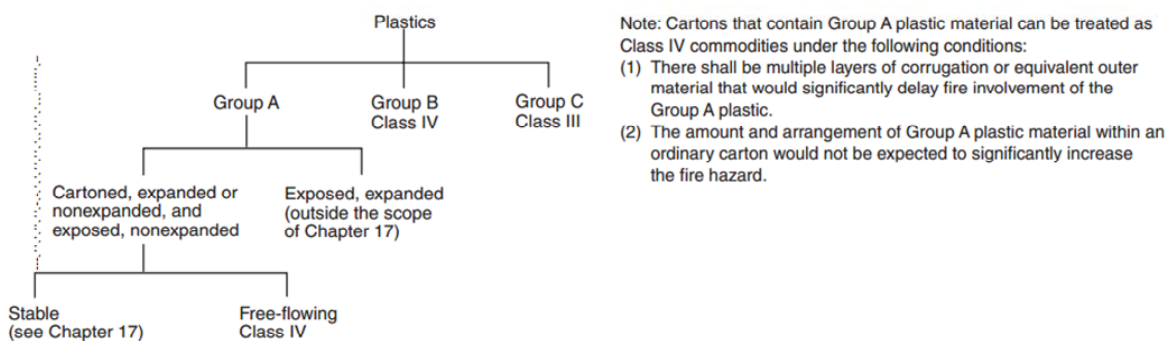 Plastics
Group A
Group B
Class IV
Group C
Class III
Cartoned, expanded or
nonexpanded, and
exposed, nonexpanded
Exposed, expanded
(outside the scope
of Chapter 17)
Stable
(see Chapter 17)
Free-flowing
Class IV
Note: Cartons that contain Group A plastic material can be treated as
Class IV commodities under the following conditions:
(1) There shall be multiple layers of corrugation or equivalent outer
material that would significantly delay fire involvement of the
Group A plastic.
(2) The amount and arrangement of Group A plastic material within an
ordinary carton would not be expected to significantly increase
the fire hazard.